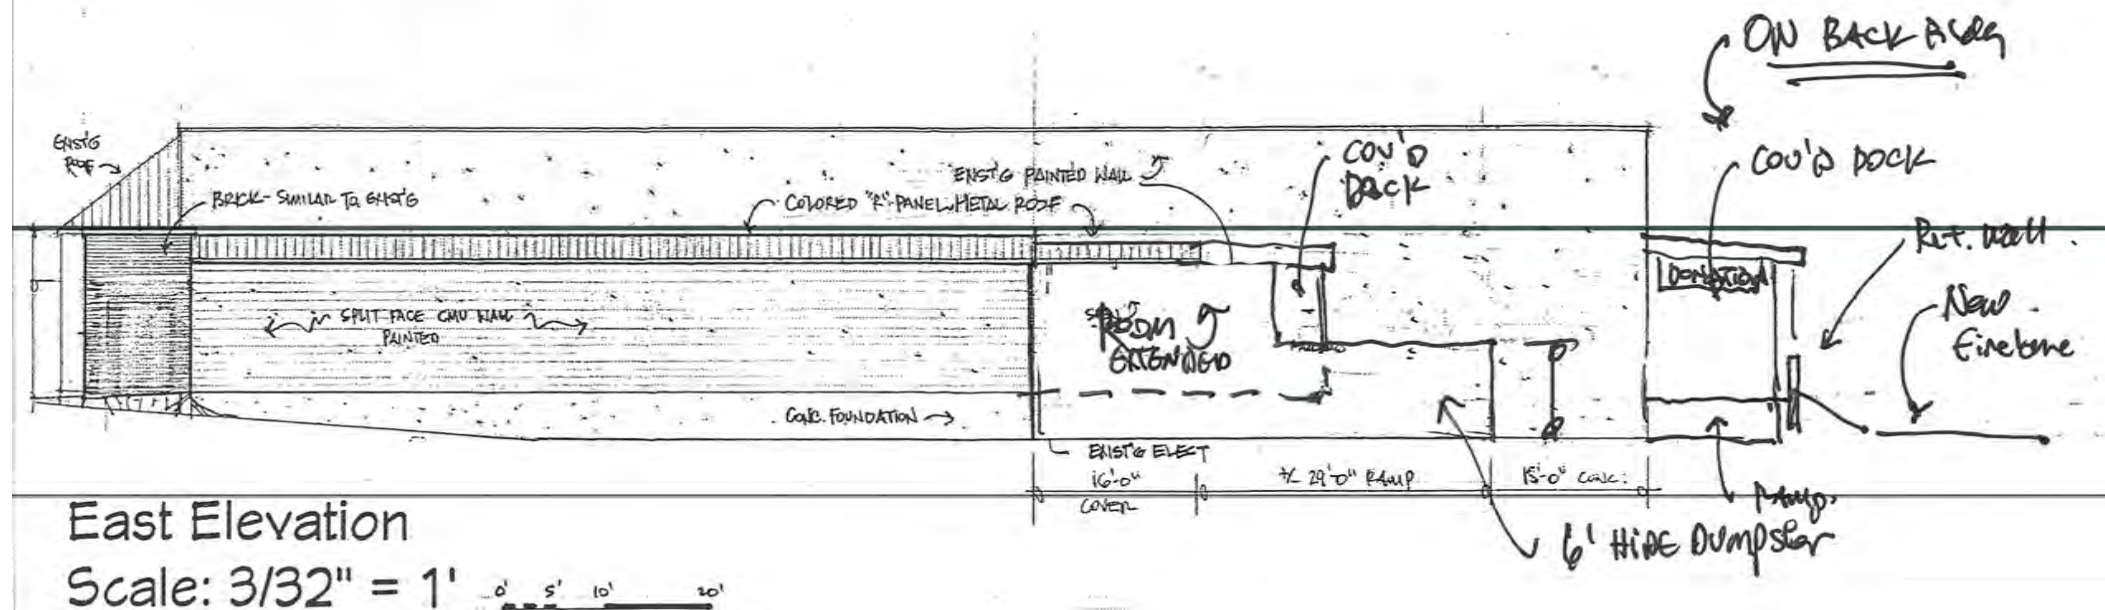 ON BACK BLDG
EXIST'G
ROOF
COV'D
DOCK
COV'D DOCK
EXIST'G PAINTED WALL
BRICK - SIMILAR TO EXIST'G
COLORED "R"-PANEL METAL ROOF
Ret. Wall
DONATION
New
Firelane
SPLIT FACE CMU WALL
PAINTED
ROOM
EXTENDED
CONC. FOUNDATION
EXIST'G ELECT
16'-0"
COVER
+/- 29'-0" RAMP
15'-0" CONC.
RAMP
6' HIDE DUMPSTER
East Elevation
Scale: 3/32" = 1'
0' 5' 10' 20'